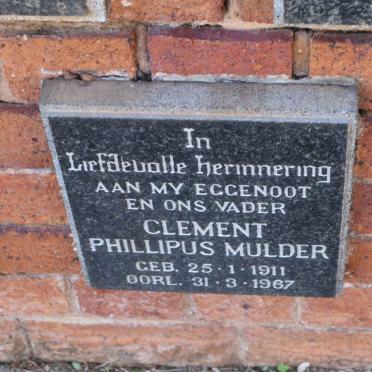 In
Liefdevolle herinnering
AAN MY EGGENOOT
EN ONS VADER
CLEMENT
PHILLIPUS MULDER
GEB. 25·1·1911
OORL. 31·3·1967